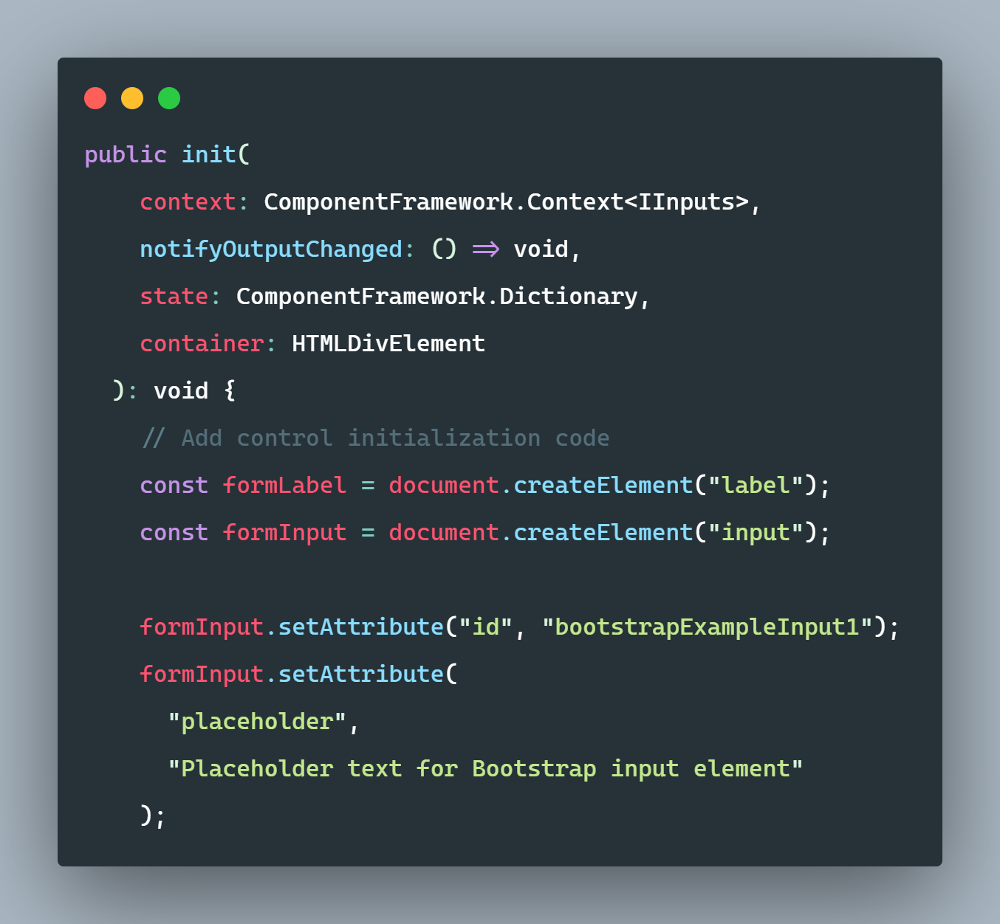 public init(
    context: ComponentFramework.Context<IInputs>,
    notifyOutputChanged: () => void,
    state: ComponentFramework.Dictionary,
    container: HTMLDivElement
  ): void {
    // Add control initialization code
    const formLabel = document.createElement("label");
    const formInput = document.createElement("input");

    formInput.setAttribute("id", "bootstrapExampleInput1");
    formInput.setAttribute(
      "placeholder",
      "Placeholder text for Bootstrap input element"
    );